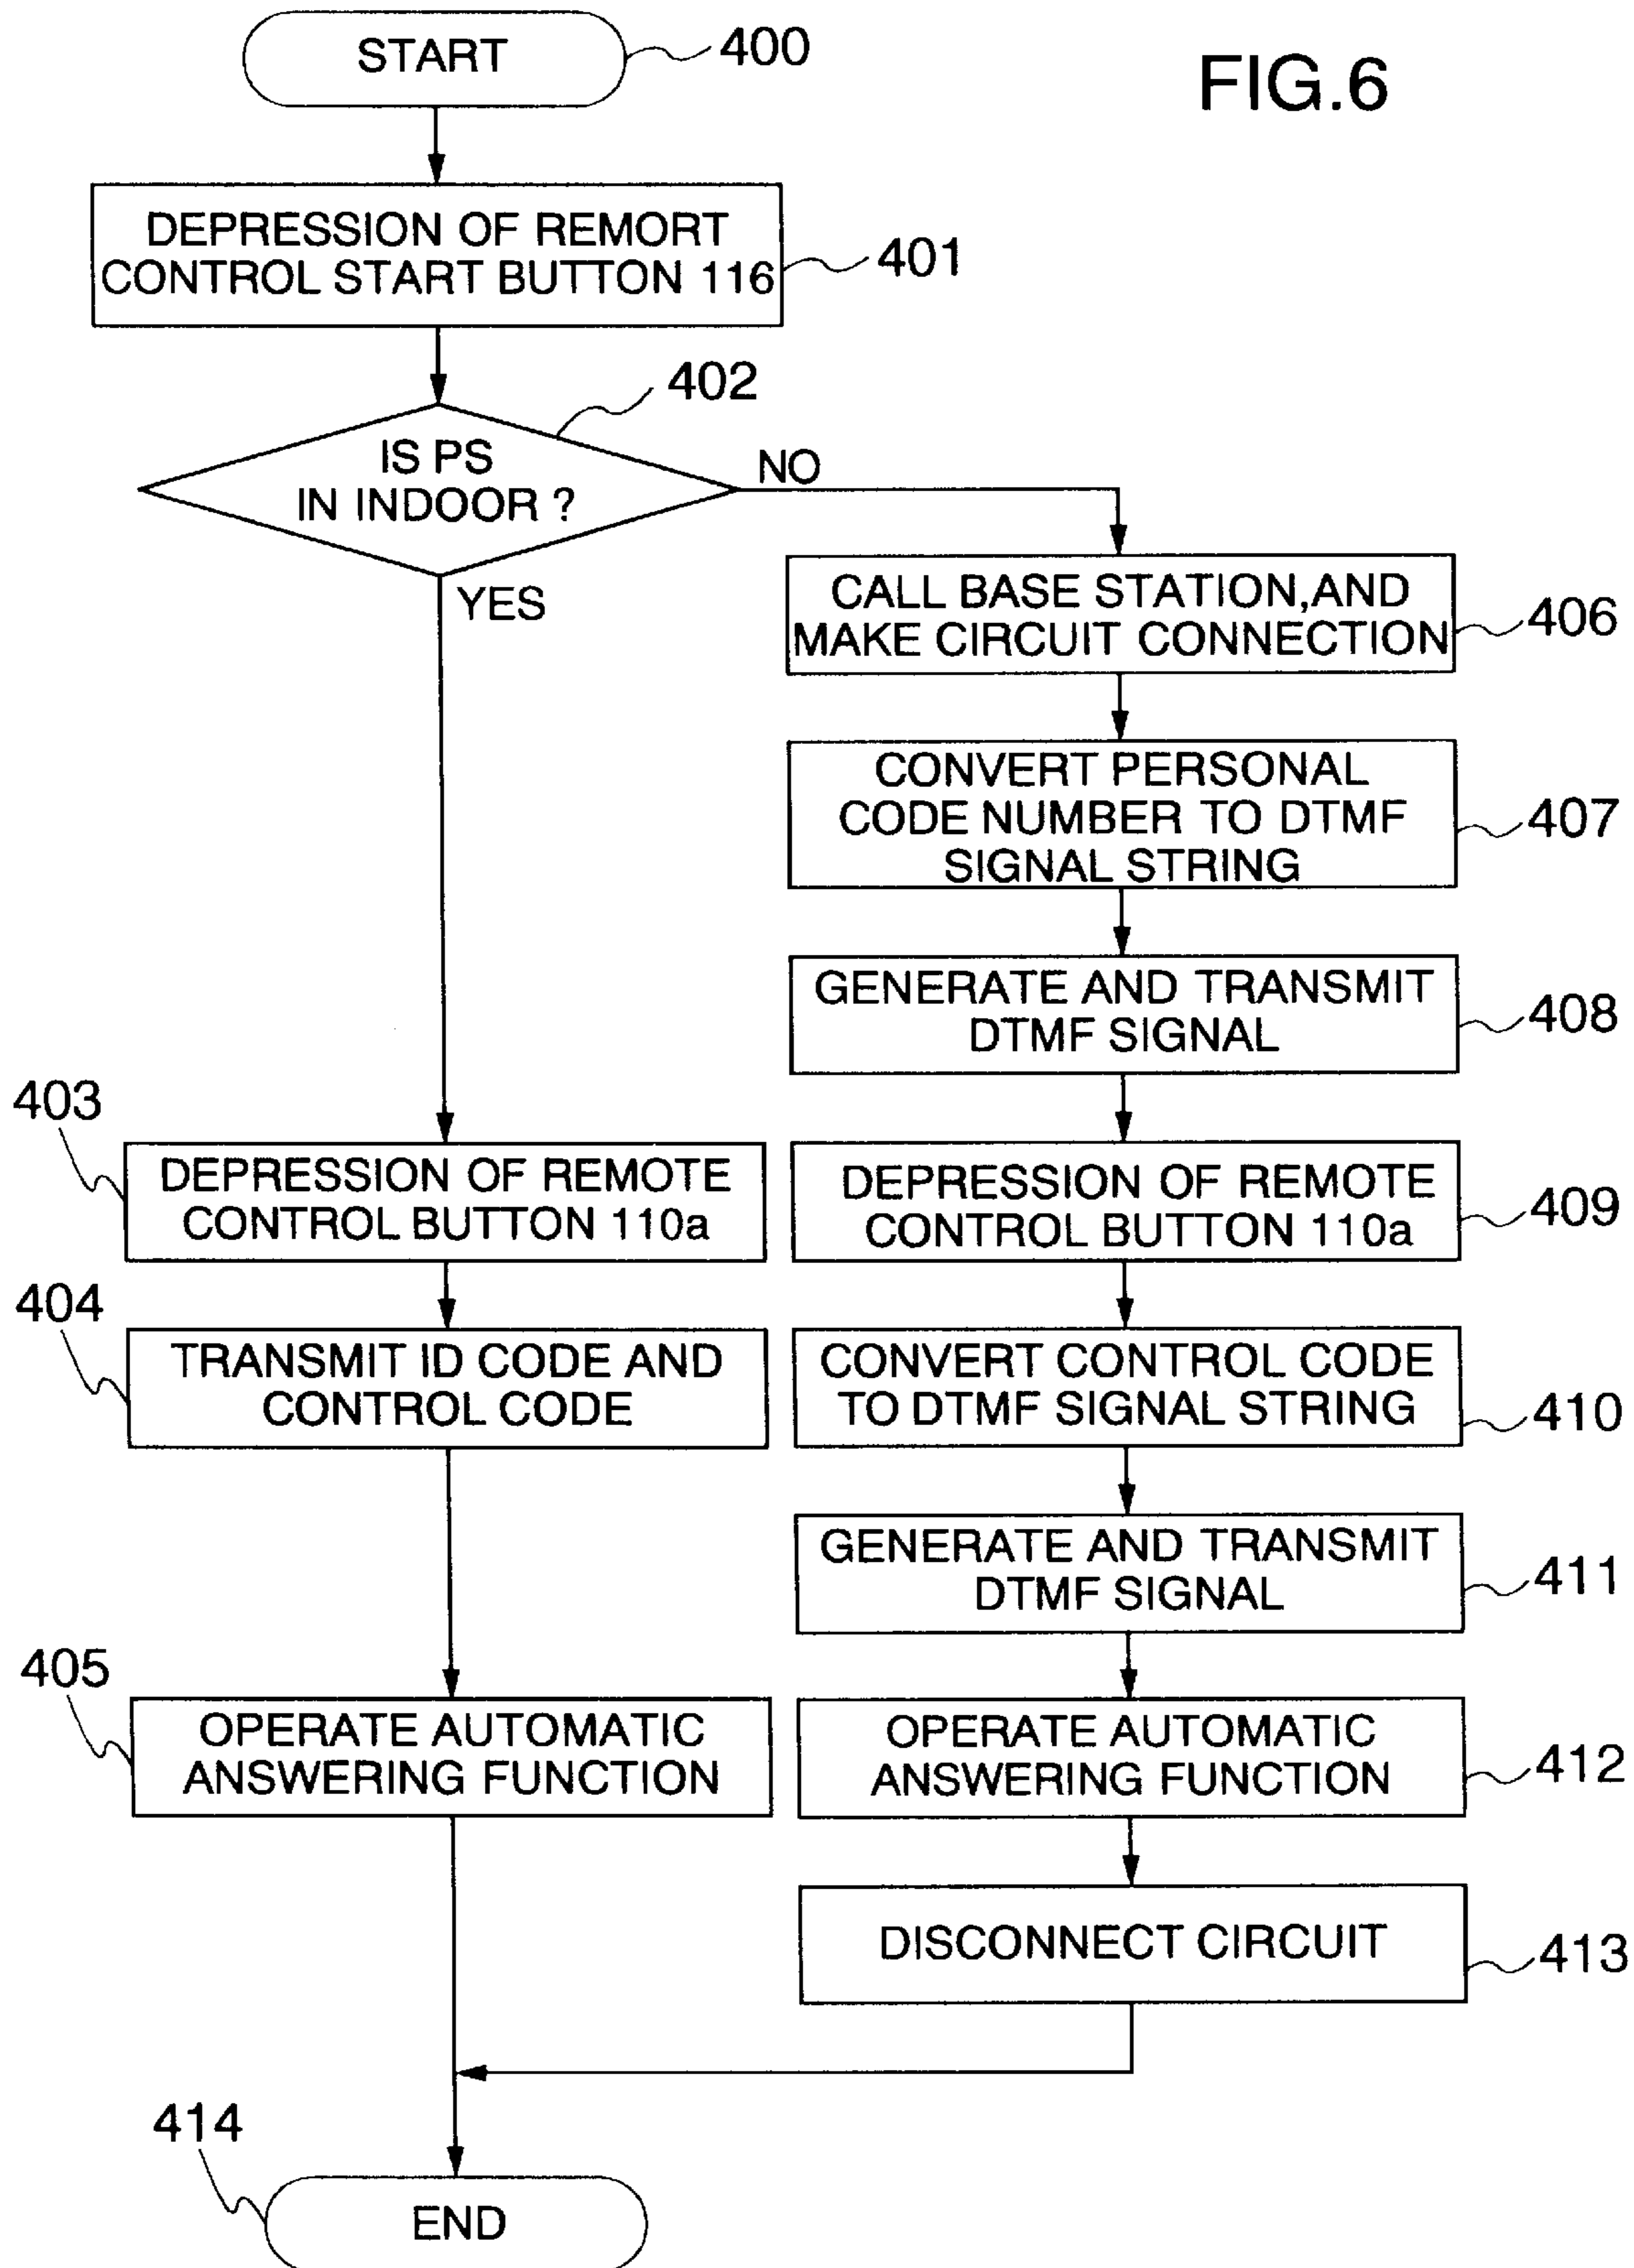 FIG.6
START
400
DEPRESSION OF REMORT
CONTROL START BUTTON 116
401
402
IS PS
IN INDOOR ?
NO
YES
CALL BASE STATION,AND
MAKE CIRCUIT CONNECTION
406
CONVERT PERSONAL
CODE NUMBER TO DTMF
SIGNAL STRING
407
GENERATE AND TRANSMIT
DTMF SIGNAL
408
403
DEPRESSION OF REMOTE
CONTROL BUTTON 110a
DEPRESSION OF REMOTE
CONTROL BUTTON 110a
409
404
TRANSMIT ID CODE AND
CONTROL CODE
CONVERT CONTROL CODE
TO DTMF SIGNAL STRING
410
GENERATE AND TRANSMIT
DTMF SIGNAL
411
405
OPERATE AUTOMATIC
ANSWERING FUNCTION
OPERATE AUTOMATIC
ANSWERING FUNCTION
412
DISCONNECT CIRCUIT
413
414
END